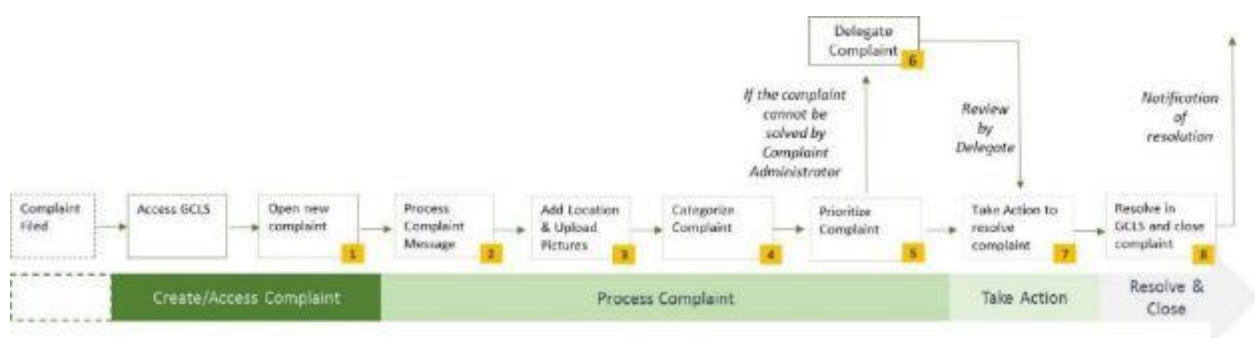 Delegate
Complaint
6
If the complaint
cannot be
solved by
Complaint
Administrator
Review
by
Delegate
Notification
of
resolution
Complaint
Filed
Access GCLS
Open new
complaint
1
Process
Complaint
Message
2
Add Location
& Upload
Pictures
3
Categorize
Complaint
4
Prioritize
Complaint
5
Take Action to
resolve
complaint
7
Resolve in
GCLS and close
complaint
8
Create/Access Complaint
Process Complaint
Take Action
Resolve &
Close